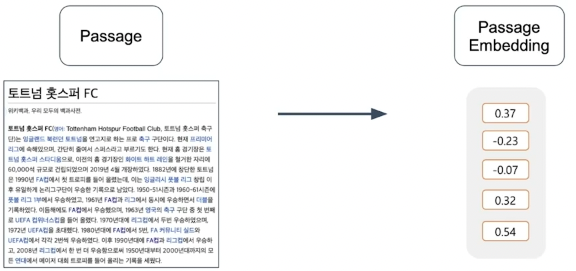 Passage
Passage
Embedding
토트넘 홋스퍼 FC
위키백과, 우리 모두의 백과사전.
토트넘 홋스퍼 FC(영어: Tottenham Hotspur Football Club, 토트넘 홋스퍼 축구
단)는 잉글랜드 북런던 토트넘을 연고지로 하는 프로 축구 구단이다. 현재 프리미어
리그에 속해있으며, 간단히 줄여서 스퍼스라고 부르기도 한다. 현재 홈 경기장은 토
트넘 홋스퍼 스타디움으로, 이전의 홈 경기장인 화이트 하트 레인을 철거한 자리에
60,000석 규모로 건립되었으며 2019년 4월 개장하였다. 1882년에 창단한 토트넘
은 1990년 FA컵에서 첫 트로피를 들어 올렸는데, 이는 잉글리시 풋볼 리그 창립 이
후 유일하게 논리그구단이 우승한 기록으로 남았다. 1950-51시즌과 1960-61시즌에
풋볼 리그 1부에서 우승하였고, 1961년 FA컵과 리그에서 동시에 우승하면서 더블을
기록하였다. 이듬해에도 FA컵에서 우승했으며, 1963년 영국의 축구 구단 중 첫 번째
로 UEFA 컵위너스컵을 들어 올렸다. 1970년대에 리그컵에서 두번 우승하였으며,
1972년 UEFA컵을 초대했다. 1980년대에 FA컵에서 5번, FA 커뮤니티 실드와
UEFA컵에서 각각 2번씩 우승하였다. 이후 1990년대에 FA컵과 리그컵에서 우승하
고, 2008년 리그컵에서 한 번 더 우승했으로써 1950년대부터 2000년대까지의 모
든 연대에서 메이저 대회 트로피를 들어 올리는 기록을 세웠다.
0.37
-0.23
-0.07
0.32
0.54